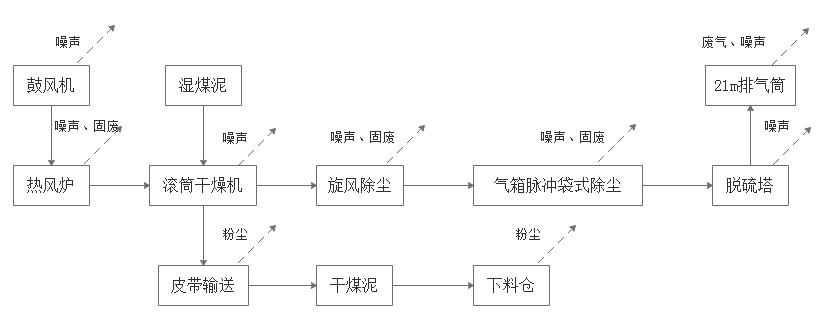 废气、噪声
噪声
鼓风机
湿煤泥
21m排气筒
噪声、固废
噪声
噪声、固废
噪声、固废
噪声
热风炉
滚筒干燥机
旋风除尘
气箱脉冲袋式除尘
脱硫塔
粉尘
粉尘
皮带输送
干煤泥
下料仓